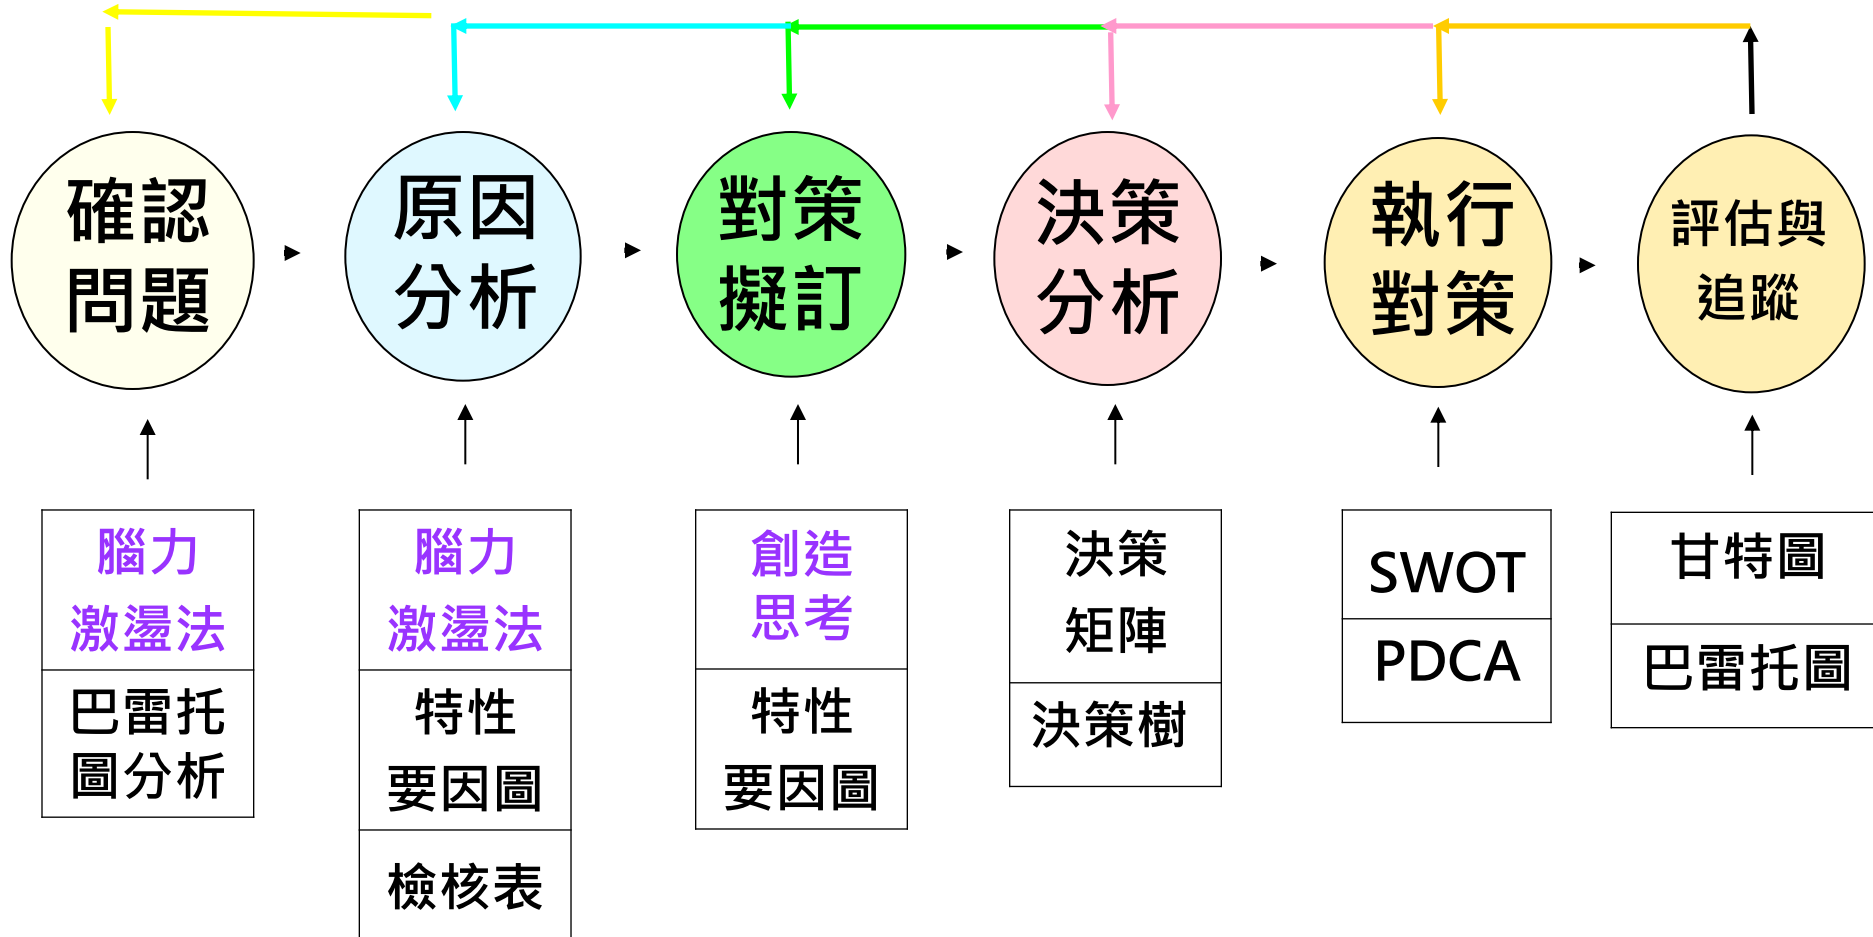 確認
問題
原因
分析
對策
擬訂
決策
分析
執行
對策
評估與
追蹤
腦力
激盪法
巴雷托
圖分析
腦力
激盪法
特性
要因圖
檢核表
創造
思考
特性
要因圖
決策
矩陣
決策樹
SWOT
PDCA
甘特圖
巴雷托圖